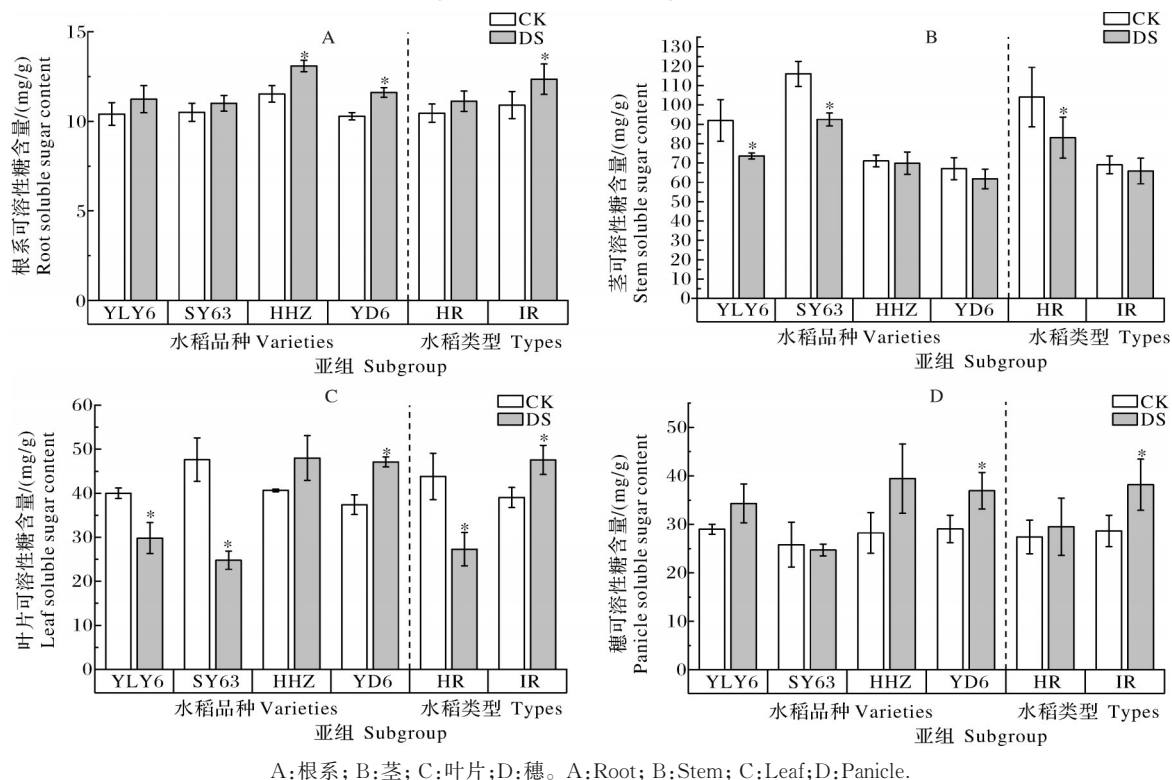 A
CK
DS
根系可溶性糖含量/(mg/g)
Root soluble sugar content
15
10
5
0
* * *
YLY6 SY63 HHZ YD6 HR IR
水稻品种 Varieties 水稻类型 Types
亚组 Subgroup
B
CK
DS
茎可溶性糖含量/(mg/g)
Stem soluble sugar content
130
120
110
100
90
80
70
60
50
40
30
20
10
0
* * *
YLY6 SY63 HHZ YD6 HR IR
水稻品种 Varieties 水稻类型 Types
亚组 Subgroup
C
CK
DS
叶片可溶性糖含量/(mg/g)
Leaf soluble sugar content
60
50
40
30
20
10
0
* * * * *
YLY6 SY63 HHZ YD6 HR IR
水稻品种 Varieties 水稻类型 Types
亚组 Subgroup
D
CK
DS
穗可溶性糖含量/(mg/g)
Panicle soluble sugar content
50
40
30
20
10
0
* *
YLY6 SY63 HHZ YD6 HR IR
水稻品种 Varieties 水稻类型 Types
亚组 Subgroup
A:根系; B:茎; C:叶片;D:穗。A:Root; B:Stem; C:Leaf;D:Panicle.